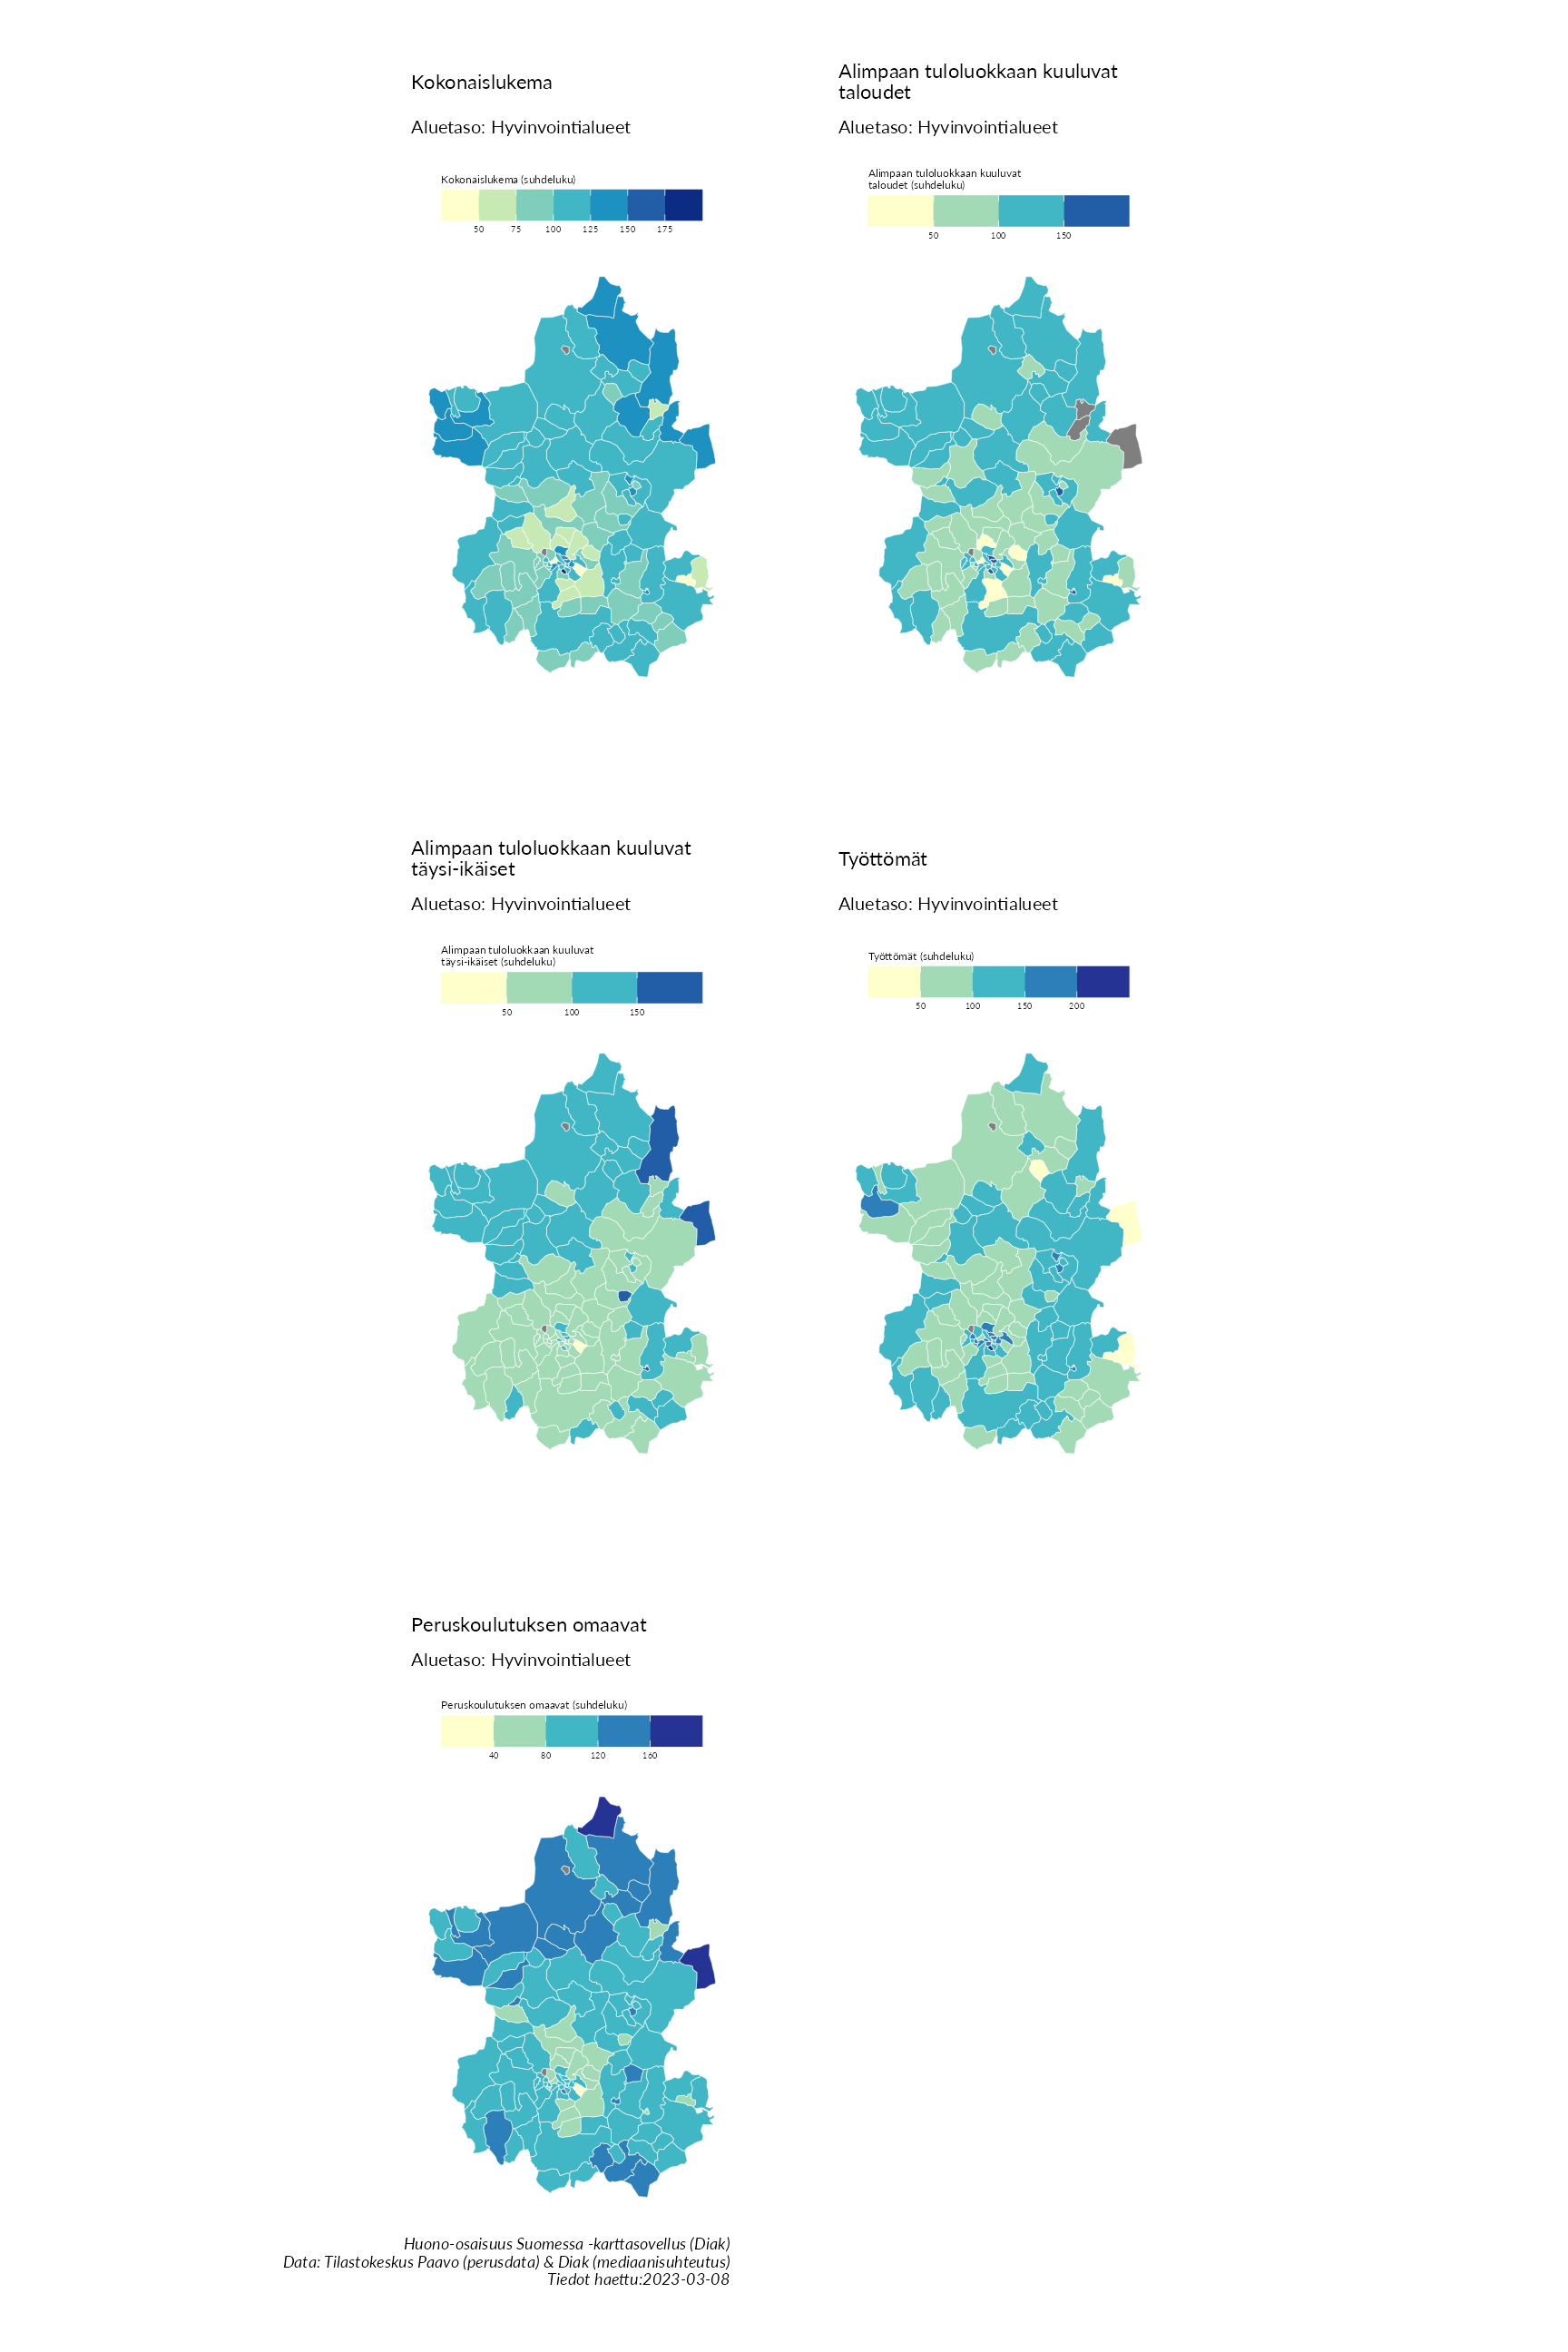 Kokonaislukema
Aluetaso: Hyvinvointialueet
Kokonaislukema (suhdeluku)
50 75 100 125 150 175
Alimpaan tuloluokkaan kuuluvat
taloudet
Aluetaso: Hyvinvointialueet
Alimpaan tuloluokkaan kuuluvat
taloudet (suhdeluku)
50 100 150
Alimpaan tuloluokkaan kuuluvat
täysi-ikäiset
Aluetaso: Hyvinvointialueet
Alimpaan tuloluokkaan kuuluvat
täysi-ikäiset (suhdeluku)
50 100 150
Työttömät
Aluetaso: Hyvinvointialueet
Työttömät (suhdeluku)
50 100 150 200
Peruskoulutuksen omaavat
Aluetaso: Hyvinvointialueet
Peruskoulutuksen omaavat (suhdeluku)
40 80 120 160
Huono-osaisuus Suomessa -karttasovellus (Diak)
Data: Tilastokeskus Paavo (perusdata) & Diak (mediaanisuhteutus)
Tiedot haettu:2023-03-08